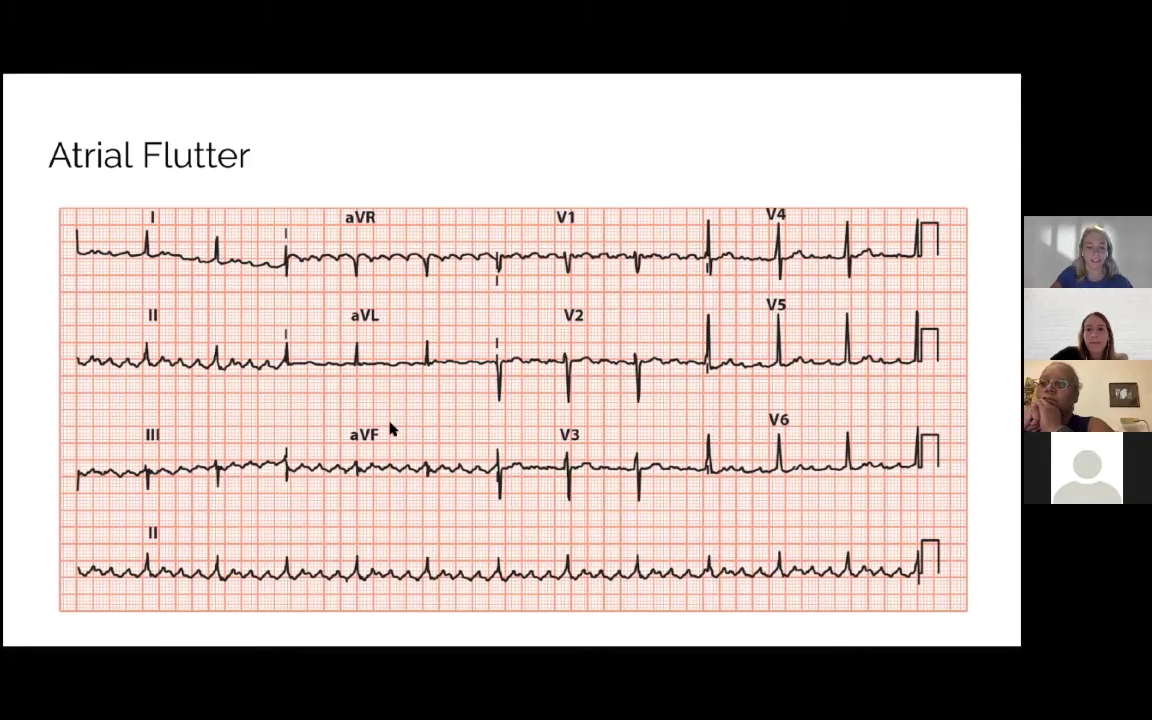 Atrial Flutter
I aVR V1 V4
II aVL V2 V5
III aVF V3 V6
II